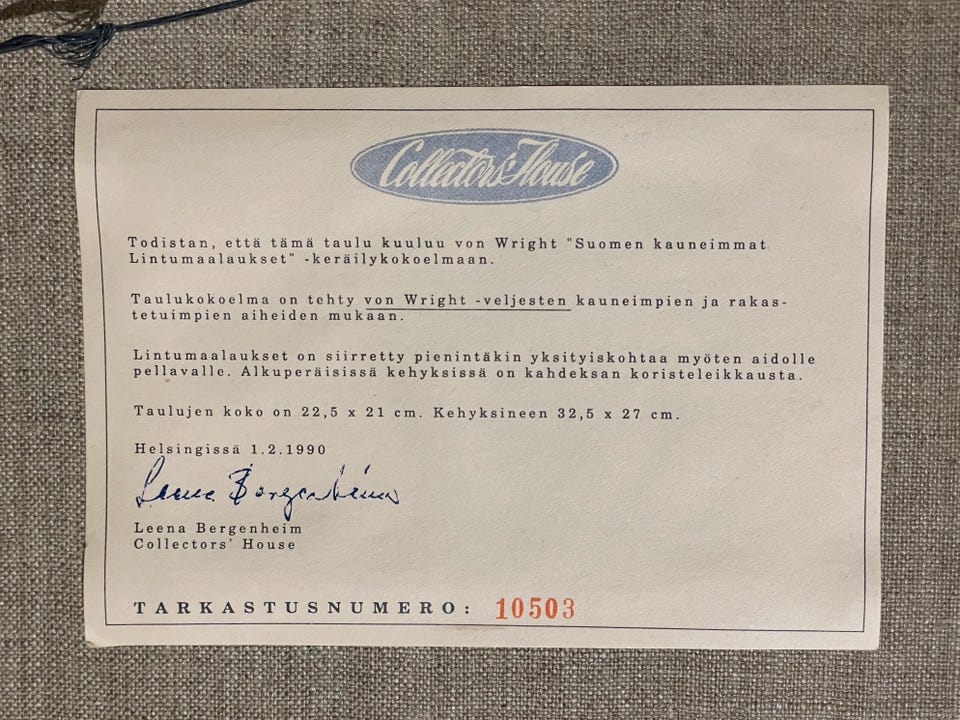 Collectors' House
Todistan, että tämä taulu kuuluu von Wright "Suomen kauneimmat
Lintumaalaukset" -keräilykokoelmaan.
Taulukokoelma on tehty von Wright -veljesten kauneimpien ja rakas-
tetuimpien aiheiden mukaan.
Lintumaalaukset on siirretty pienintäkin yksityiskohtaa myöten aidolle
pellavalle. Alkuperäisissä kehyksissä on kahdeksan koristeleikkausta.
Taulujen koko on 22,5 x 21 cm. Kehyksineen 32,5 x 27 cm.
Helsingissä 1.2.1990
Leena Bergenheim
Leena Bergenheim
Collectors' House
TARKASTUSNUMERO: 10503